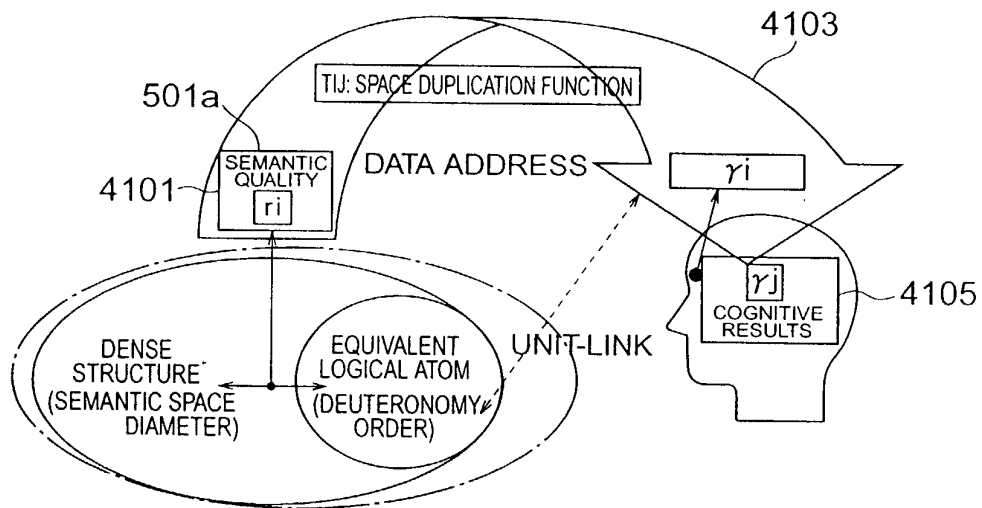 4103
TIJ: SPACE DUPLICATION FUNCTION
501a
4101
SEMANTIC
QUALITY
ri
DATA ADDRESS
γi
γj
COGNITIVE
RESULTS
4105
UNIT-LINK
DENSE
STRUCTURE
(SEMANTIC SPACE
DIAMETER)
EQUIVALENT
LOGICAL ATOM
(DEUTERONOMY
ORDER)